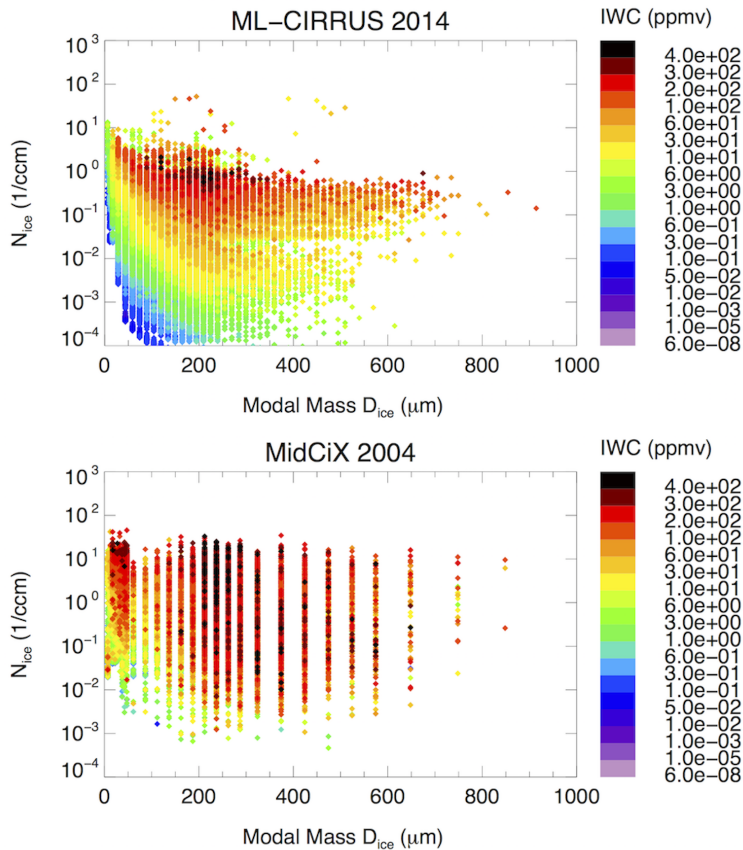 ML-CIRRUS 2014
IWC (ppmv)
10³
10²
10¹
10⁰
10⁻¹
10⁻²
10⁻³
10⁻⁴
N_ice (1/ccm)
0 200 400 600 800 1000
Modal Mass D_ice (μm)
4.0e+02
3.0e+02
2.0e+02
1.0e+02
6.0e+01
3.0e+01
1.0e+01
6.0e+00
3.0e+00
1.0e+00
6.0e-01
3.0e-01
1.0e-01
5.0e-02
1.0e-02
1.0e-03
1.0e-05
6.0e-08
MidCiX 2004
IWC (ppmv)
10³
10²
10¹
10⁰
10⁻¹
10⁻²
10⁻³
10⁻⁴
N_ice (1/ccm)
0 200 400 600 800 1000
Modal Mass D_ice (μm)
4.0e+02
3.0e+02
2.0e+02
1.0e+02
6.0e+01
3.0e+01
1.0e+01
6.0e+00
3.0e+00
1.0e+00
6.0e-01
3.0e-01
1.0e-01
5.0e-02
1.0e-02
1.0e-03
1.0e-05
6.0e-08